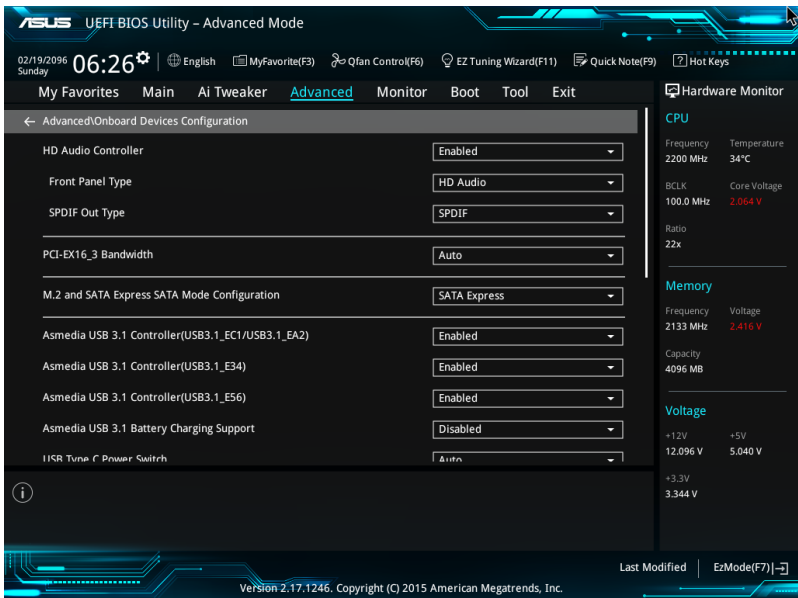 ASUS UEFI BIOS Utility – Advanced Mode
02/19/2096
Sunday
06:26
English MyFavorite(F3) Qfan Control(F6) EZ Tuning Wizard(F11) Quick Note(F9) ? Hot Keys
My Favorites Main Ai Tweaker Advanced Monitor Boot Tool Exit
Hardware Monitor
← Advanced\Onboard Devices Configuration
HD Audio Controller Enabled
Front Panel Type HD Audio
SPDIF Out Type SPDIF
PCI-EX16_3 Bandwidth Auto
M.2 and SATA Express SATA Mode Configuration SATA Express
Asmedia USB 3.1 Controller(USB3.1_EC1/USB3.1_EA2) Enabled
Asmedia USB 3.1 Controller(USB3.1_E34) Enabled
Asmedia USB 3.1 Controller(USB3.1_E56) Enabled
Asmedia USB 3.1 Battery Charging Support Disabled
USB Type C Power Switch Auto
CPU
Frequency Temperature
2200 MHz 34°C
BCLK Core Voltage
100.0 MHz 2.064 V
Ratio
22x
Memory
Frequency Voltage
2133 MHz 2.416 V
Capacity
4096 MB
Voltage
+12V +5V
12.096 V 5.040 V
+3.3V
3.344 V
Last Modified EzMode(F7)
Version 2.17.1246. Copyright (C) 2015 American Megatrends, Inc.